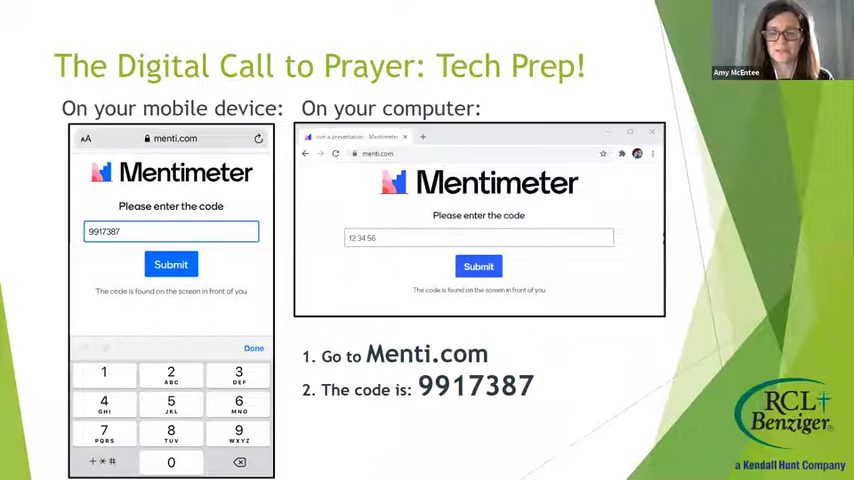 The Digital Call to Prayer: Tech Prep!
Amy McEntee
On your mobile device:
On your computer:
AA
menti.com
Mentimeter
Please enter the code
9917387
Submit
The code is found on the screen in front of you
Done
1
2
ABC
3
DEF
4
GHI
5
JKL
6
MNO
7
PQRS
8
TUV
9
WXYZ
+*#
0
Join a presentation - Mentimeter
menti.com
Mentimeter
Please enter the code
12 34 56
Submit
The code is found on the screen in front of you
1. Go to Menti.com
2. The code is: 9917387
RCL
Benziger®
a Kendall Hunt Company